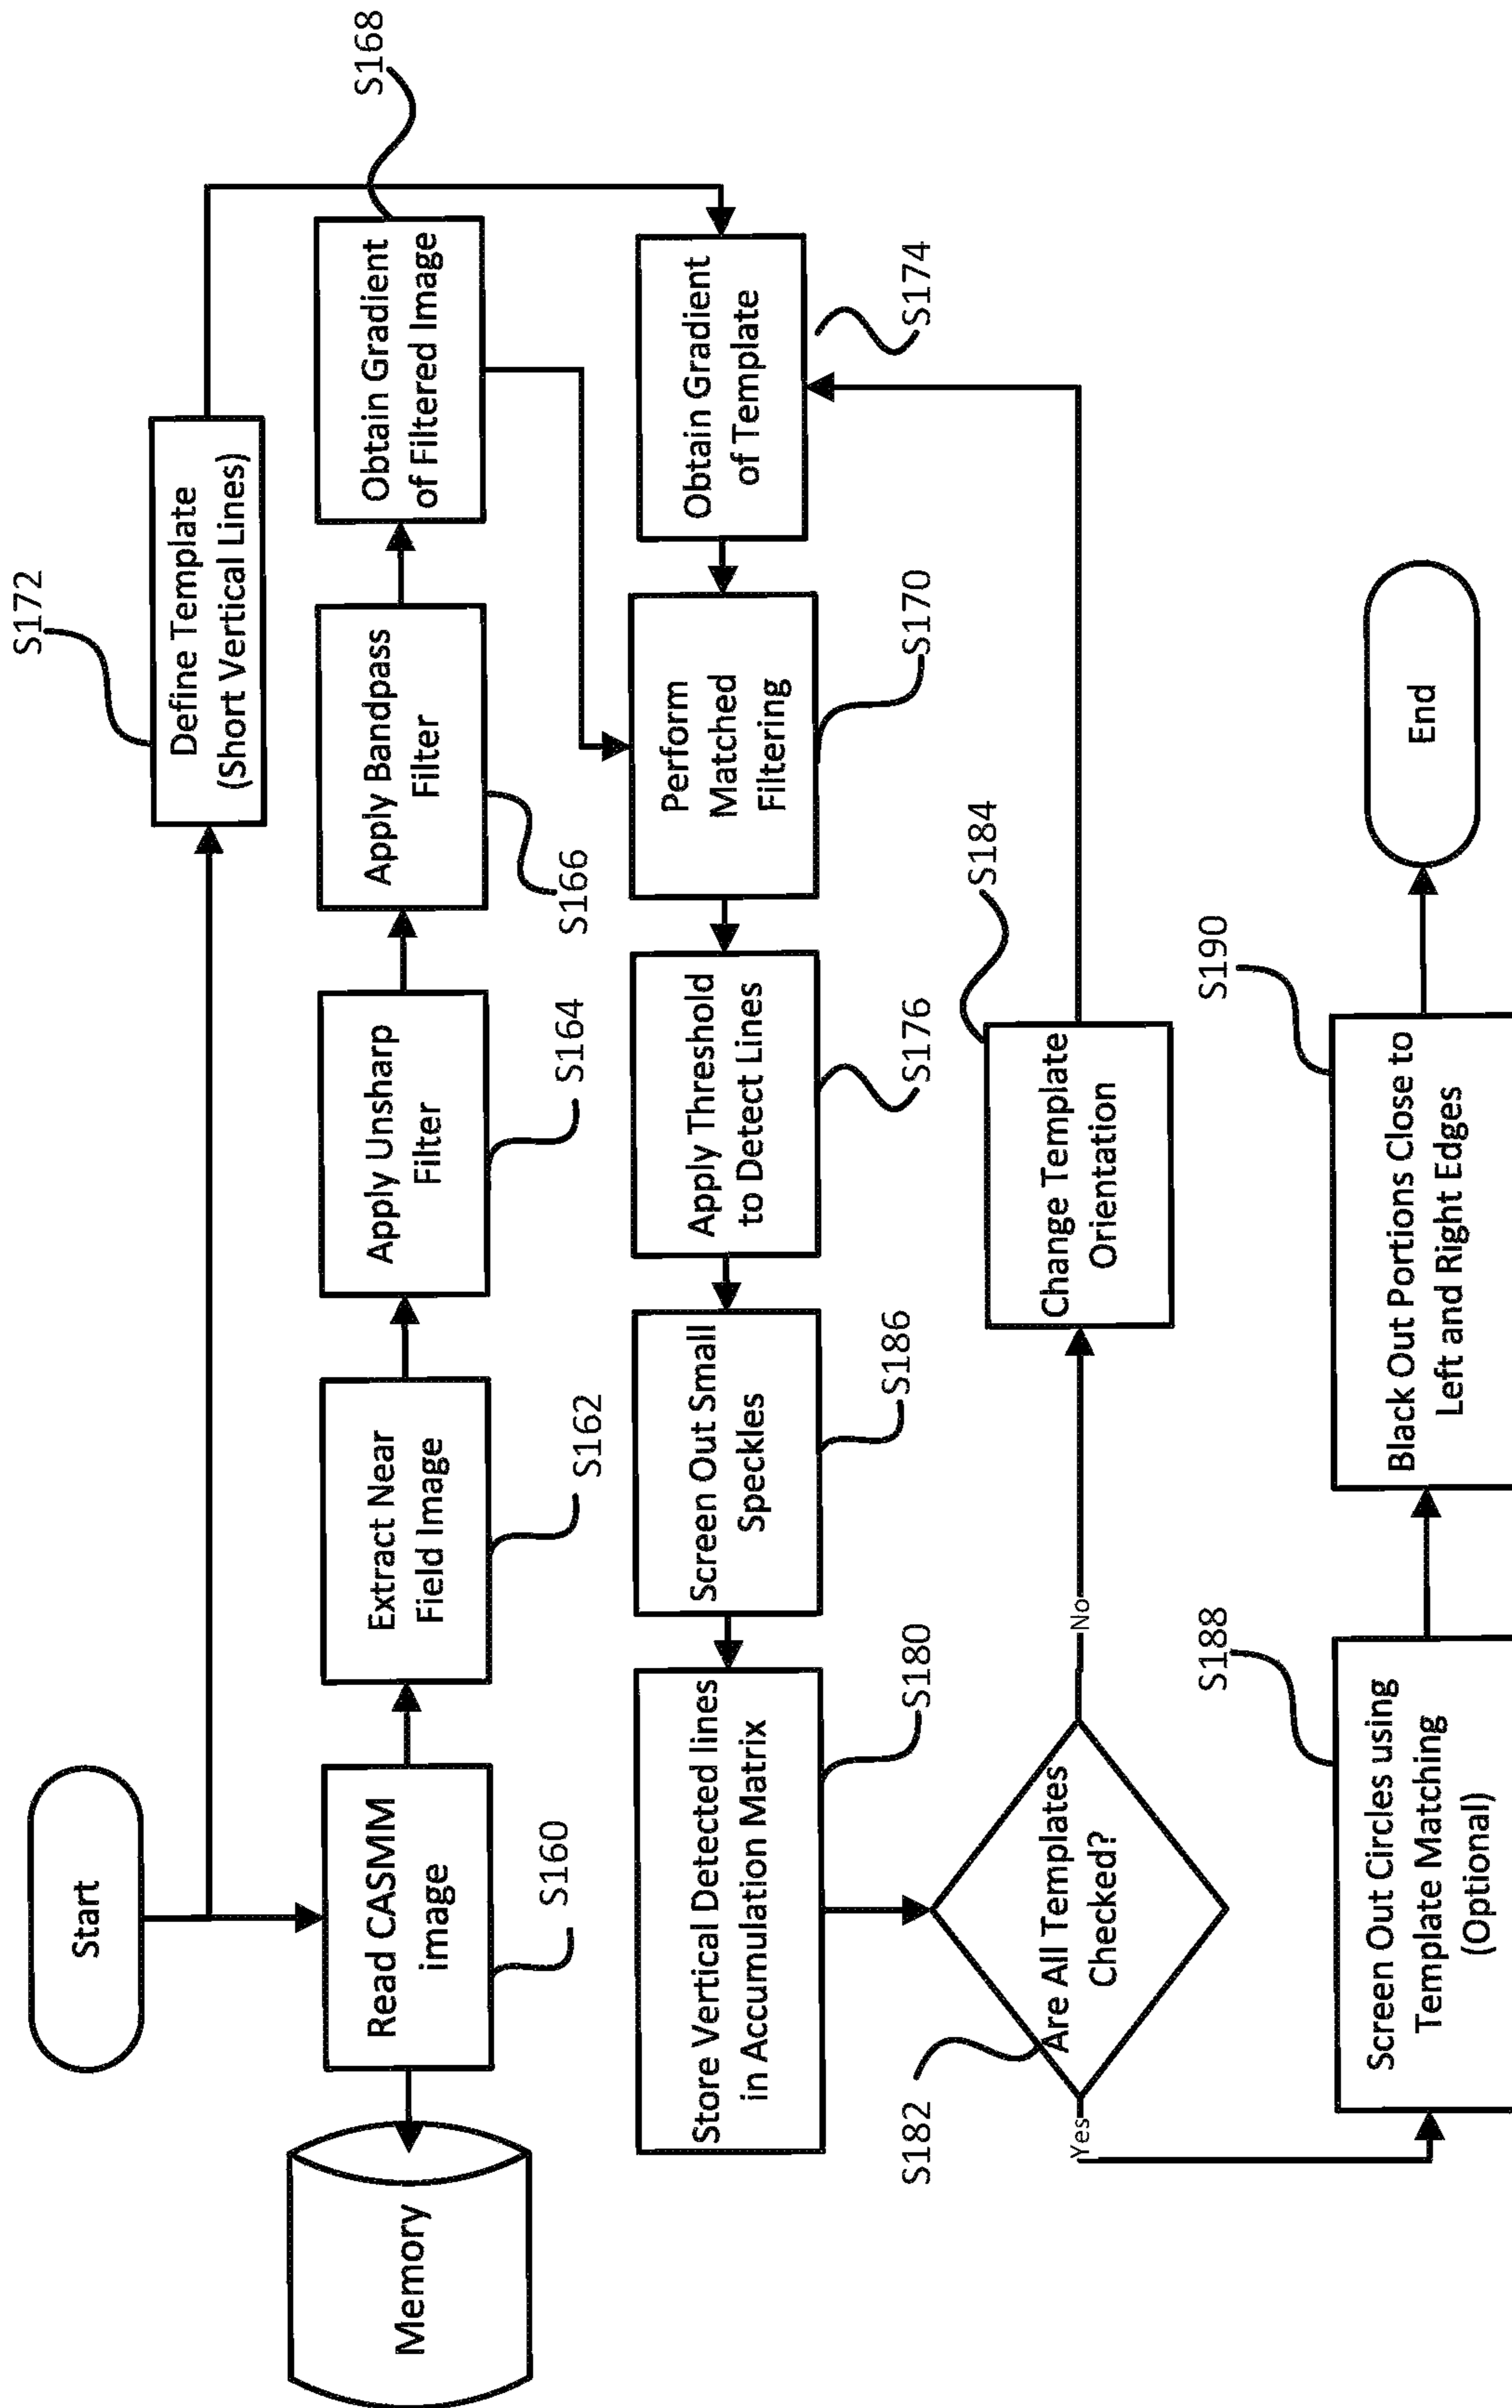 Start
S172
Define Template
(Short Vertical Lines)
Memory
Read CASMM
image
S160
Extract Near
Field Image
S162
Apply Unsharp
Filter
S164
Apply Bandpass
Filter
S166
Obtain Gradient
of Filtered Image
S168
Store Vertical Detected lines
in Accumulation Matrix
S180
Screen Out Small
Speckles
S186
Apply Threshold
to Detect Lines
S176
Perform
Matched
Filtering
S170
Obtain Gradient
of Template
S174
S182
Are All Templates
Checked?
Yes
No
Change Template
Orientation
S184
Screen Out Circles using
Template Matching
(Optional)
S188
Black Out Portions Close to
Left and Right Edges
S190
End